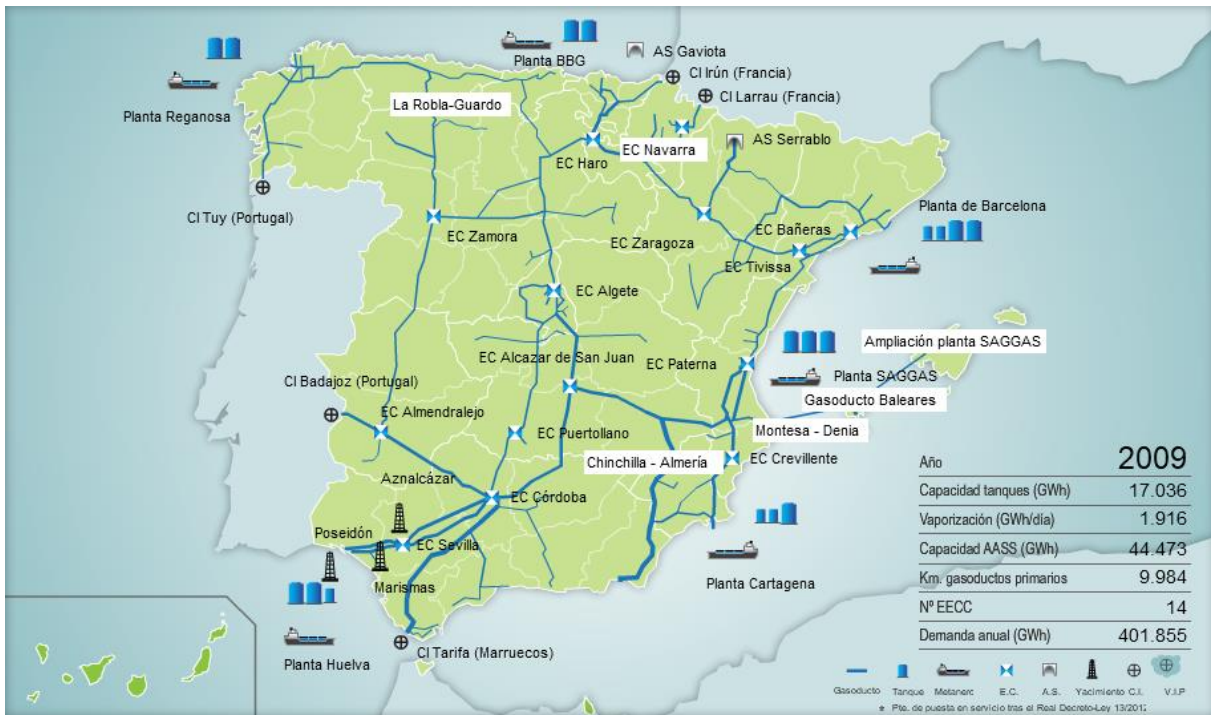 Planta BBG
AS Gaviota
CI Irún (Francia)
CI Larrau (Francia)
Planta Reganosa
La Robla-Guardo
EC Haro
EC Navarra
AS Serrablo
CI Tuy (Portugal)
EC Zamora
EC Zaragoza
EC Bañeras
Planta de Barcelona
EC Tivissa
EC Algete
EC Alcazar de San Juan
EC Paterna
Ampliación planta SAGGAS
Planta SAGGAS
Gasoducto Baleares
CI Badajoz (Portugal)
EC Almendralejo
EC Puertollano
Montesa - Denia
Chinchilla - Almería
EC Crevillente
Aznalcázar
EC Córdoba
Poseidón
EC Sevilla
Marismas
Planta Cartagena
Planta Huelva
CI Tarifa (Marruecos)
Año 2009
Capacidad tanques (GWh) 17.036
Vaporización (GWh/día) 1.916
Capacidad AASS (GWh) 44.473
Km. gasoductos primarios 9.984
Nº EECC 14
Demanda anual (GWh) 401.855
Gasoducto Tanque Metanerc E.C. A.S. Yacimiento C.I. V.I.P
* Pte. de puesta en servicio tras el Real Decreto-Ley 13/2012